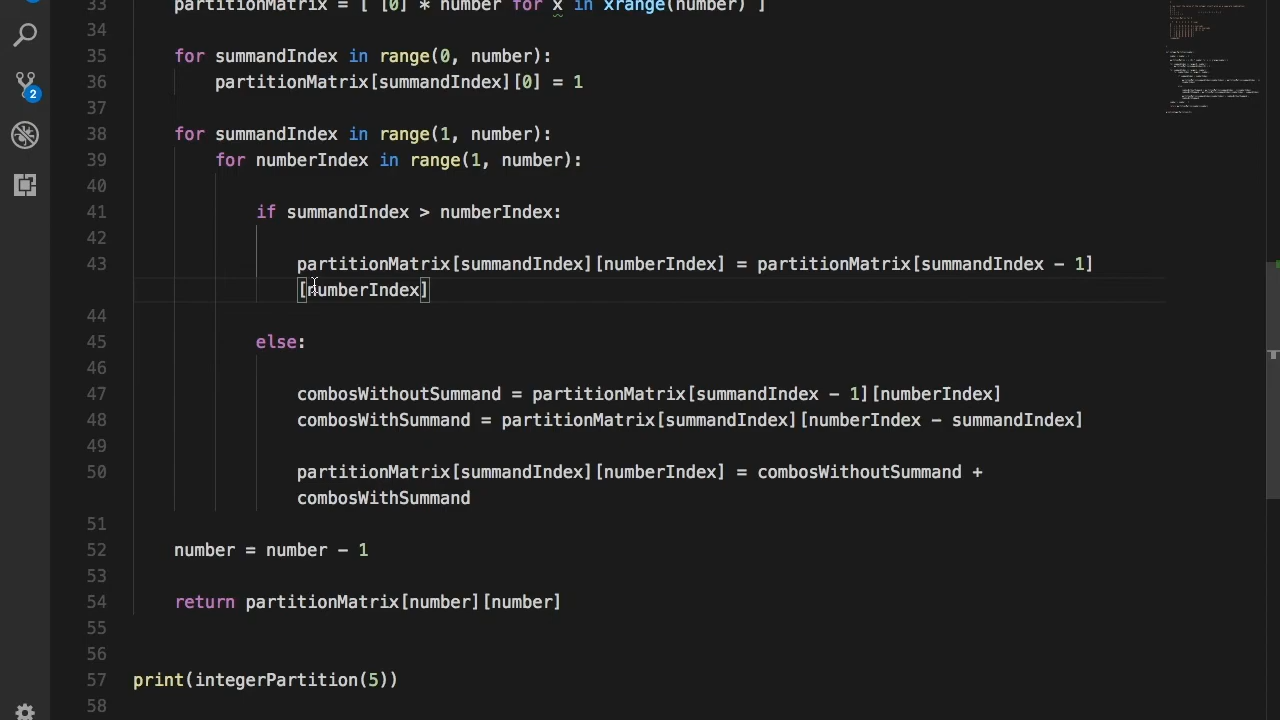 33 partitionMatrix = [ [0] * number for x in xrange(number) ]
34
35 for summandIndex in range(0, number):
36 partitionMatrix[summandIndex][0] = 1
37
38 for summandIndex in range(1, number):
39 for numberIndex in range(1, number):
40
41 if summandIndex > numberIndex:
42
43 partitionMatrix[summandIndex][numberIndex] = partitionMatrix[summandIndex - 1]
[numberIndex]
44
45 else:
46
47 combosWithoutSummand = partitionMatrix[summandIndex - 1][numberIndex]
48 combosWithSummand = partitionMatrix[summandIndex][numberIndex - summandIndex]
49
50 partitionMatrix[summandIndex][numberIndex] = combosWithoutSummand +
combosWithSummand
51
2
52 number = number - 1
53
54 return partitionMatrix[number][number]
55
56
57 print(integerPartition(5))
58